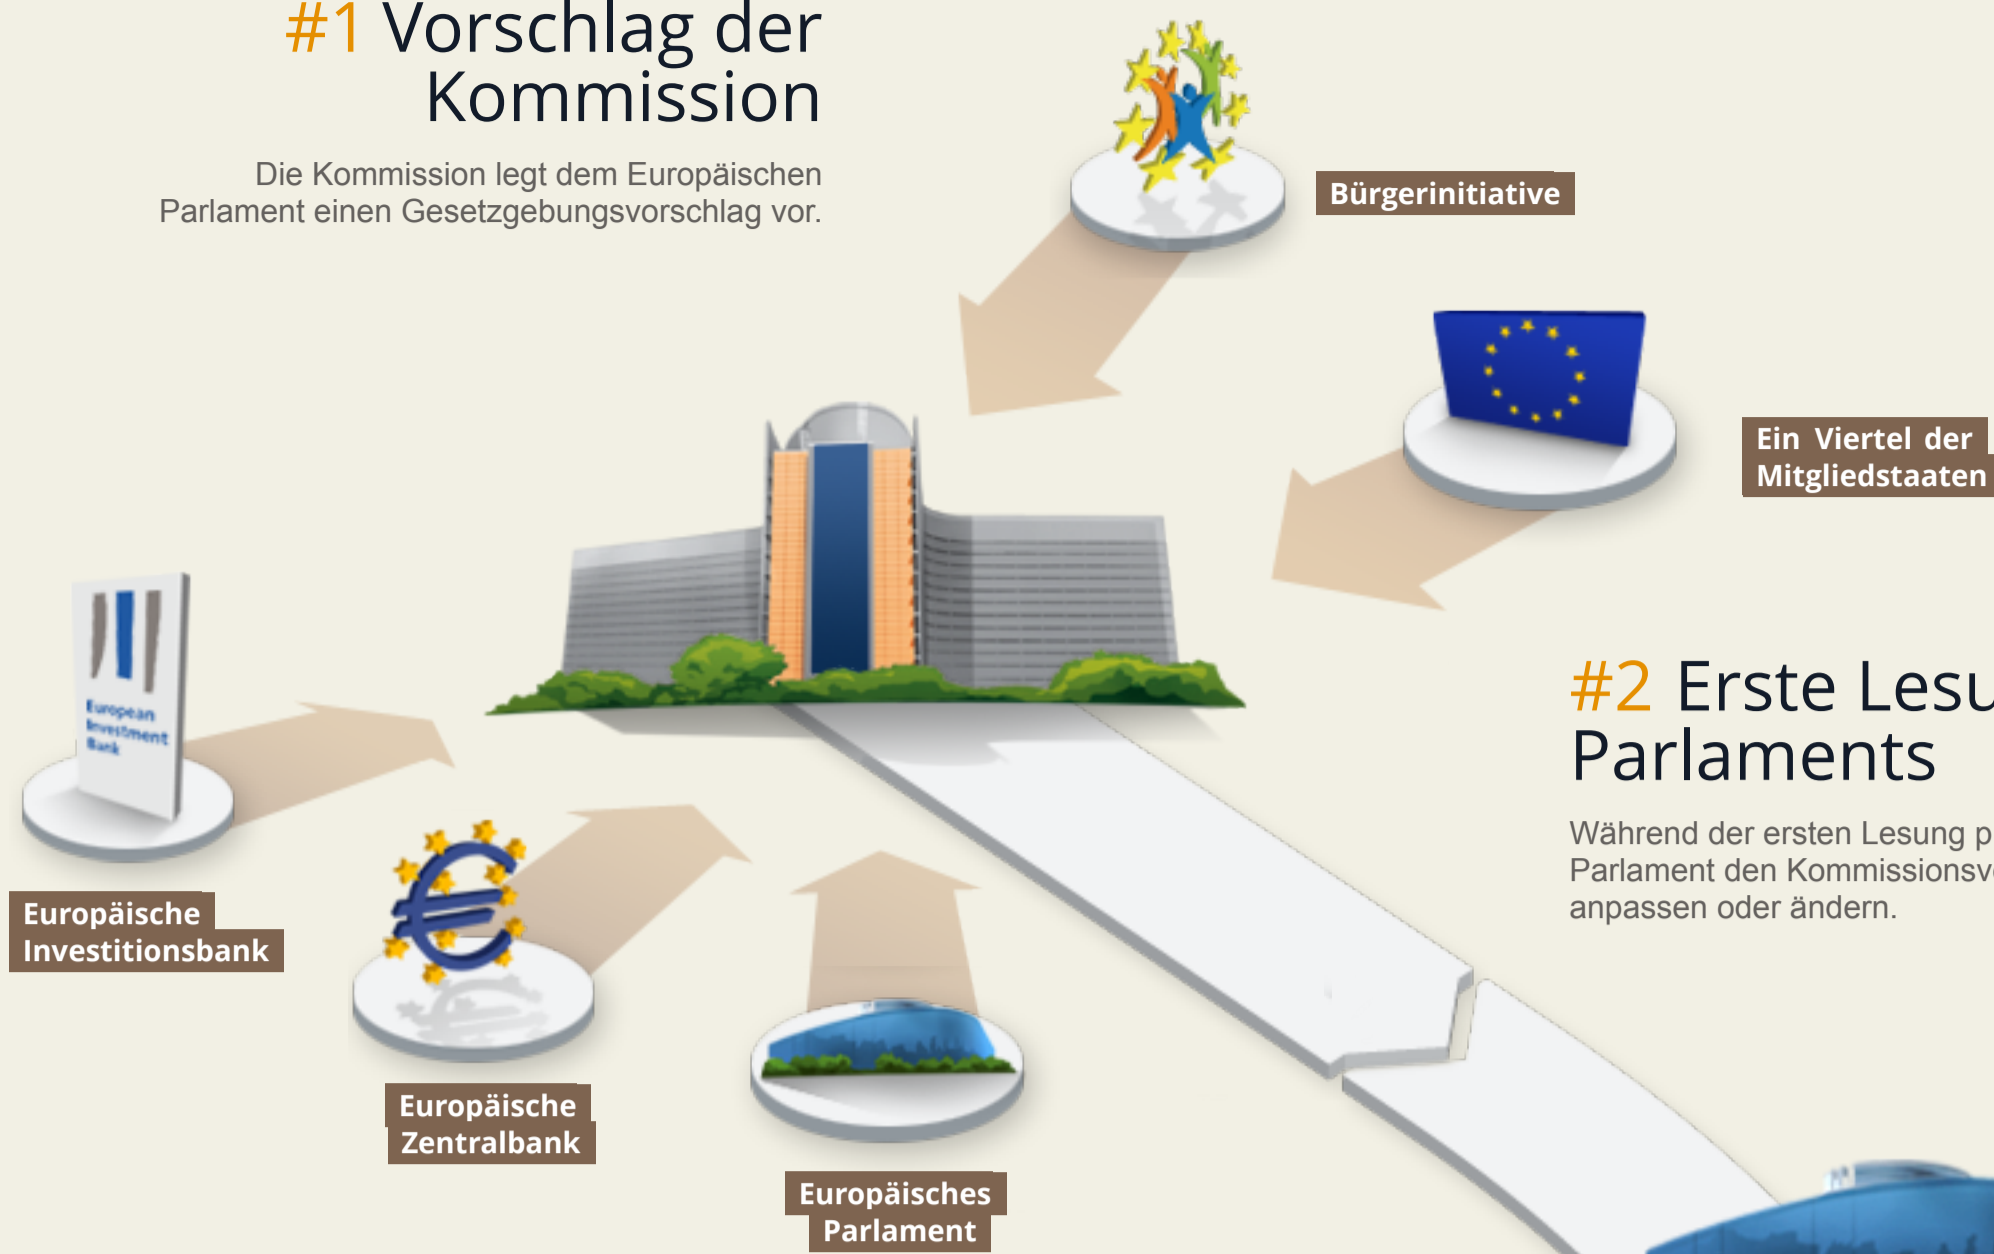 #1 Vorschlag der
Kommission
Die Kommission legt dem Europäischen
Parlament einen Gesetzgebungsvorschlag vor.
Bürgerinitiative
Ein Viertel der
Mitgliedstaaten
European
Investment
Bank
Europäische
Investitionsbank
Europäische
Zentralbank
Europäisches
Parlament
#2 Erste
Parlaments
Während der ersten Lesung
Parlament den
anpassen oder ändern.